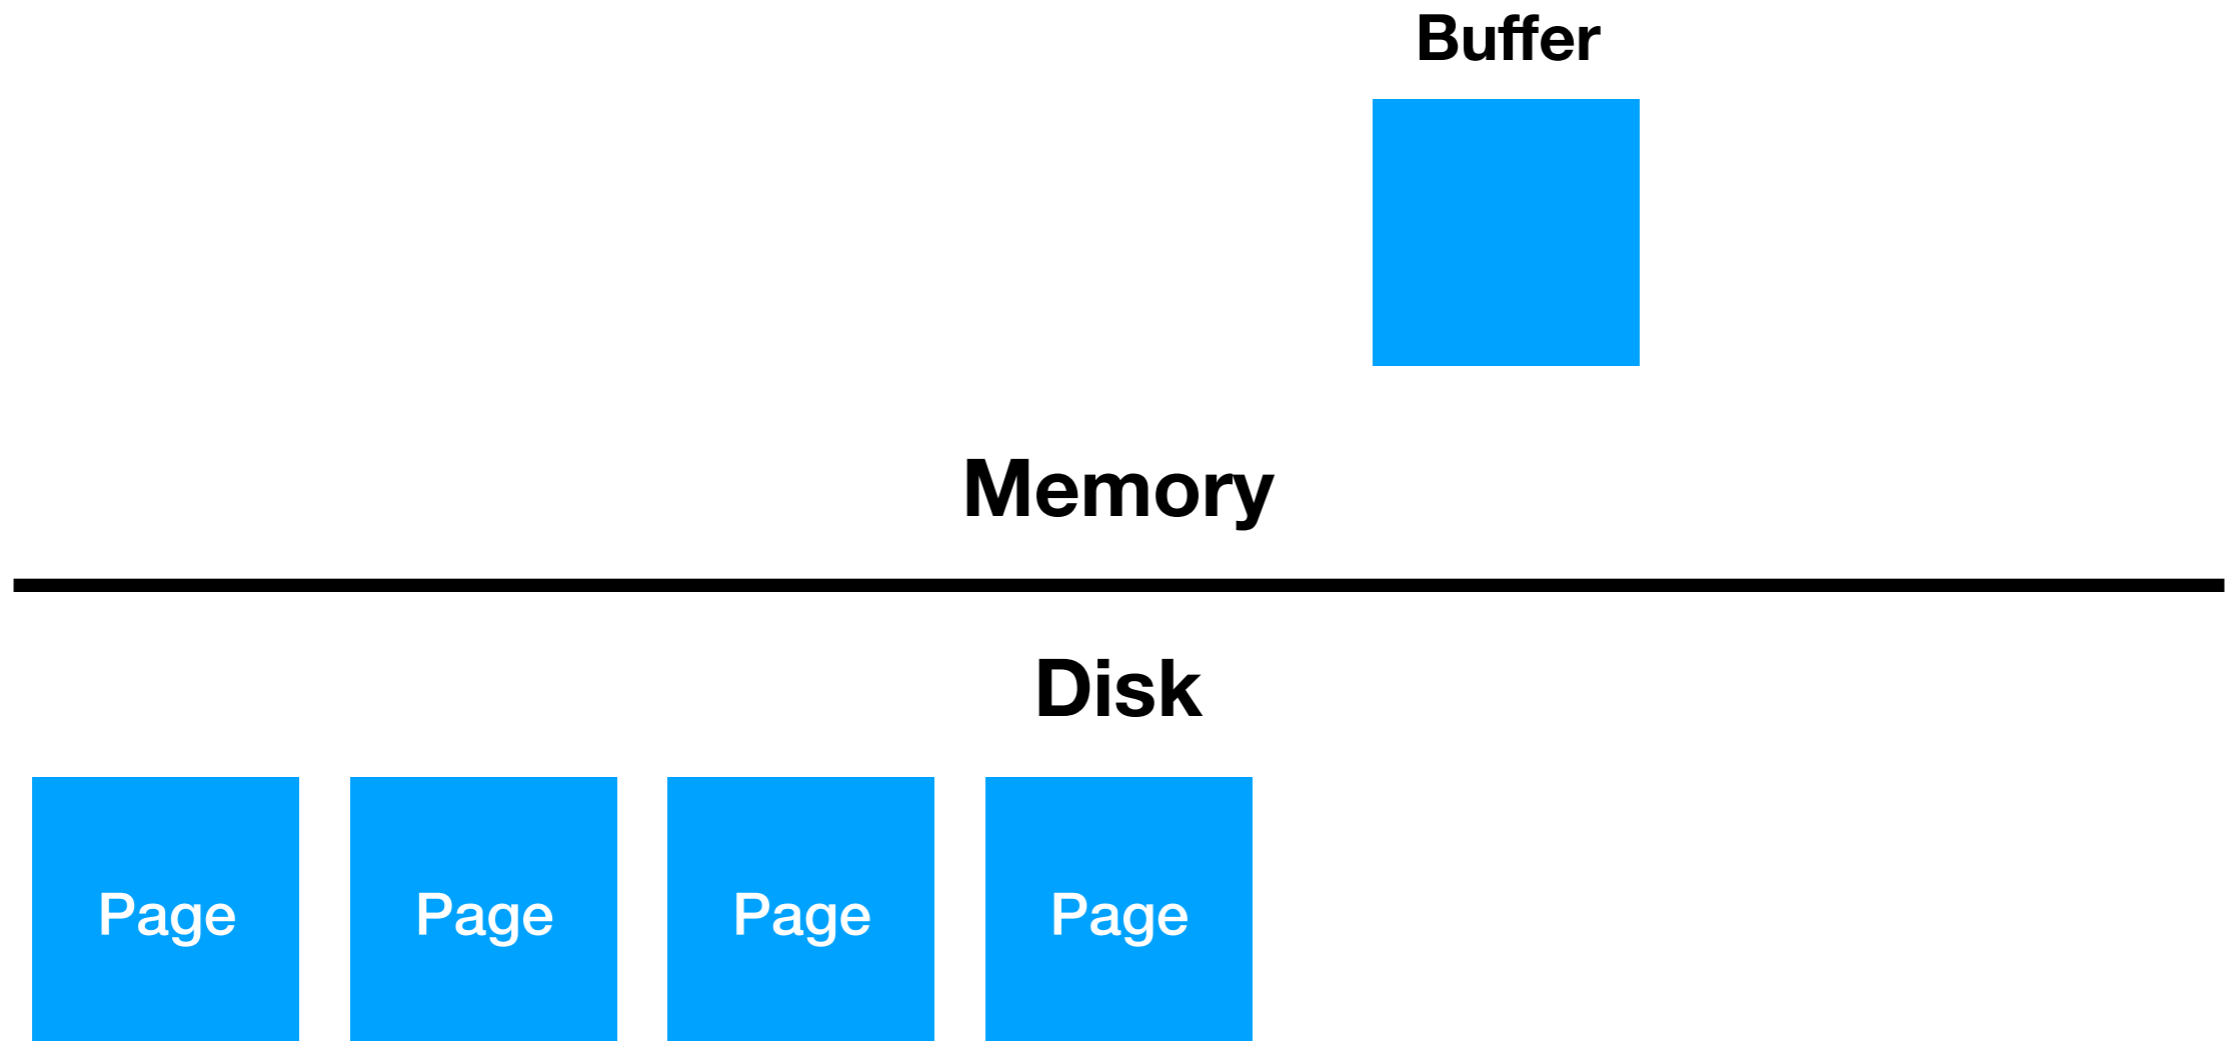 Buffer
Memory
Disk
Page
Page
Page
Page